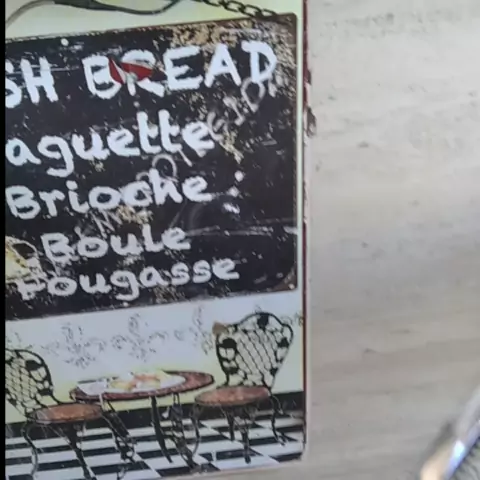 SH BREAD
aguette
Brioche
Boule
Fougasse